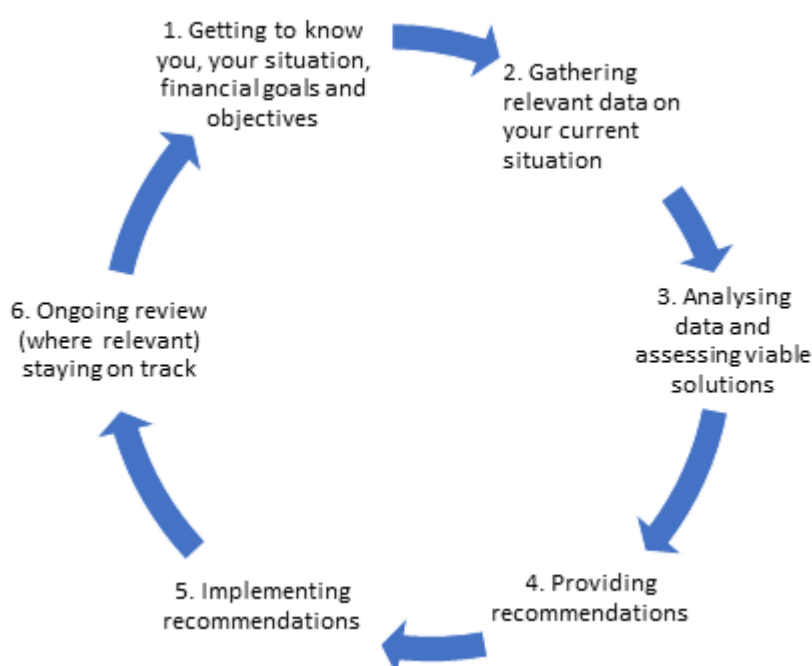 1. Getting to know
you, your situation,
financial goals and
objectives
2. Gathering
relevant data on
your current
situation
3. Analysing
data and
assessing viable
solutions
4. Providing
recommendations
5. Implementing
recommendations
6. Ongoing review
(where relevant)
staying on track